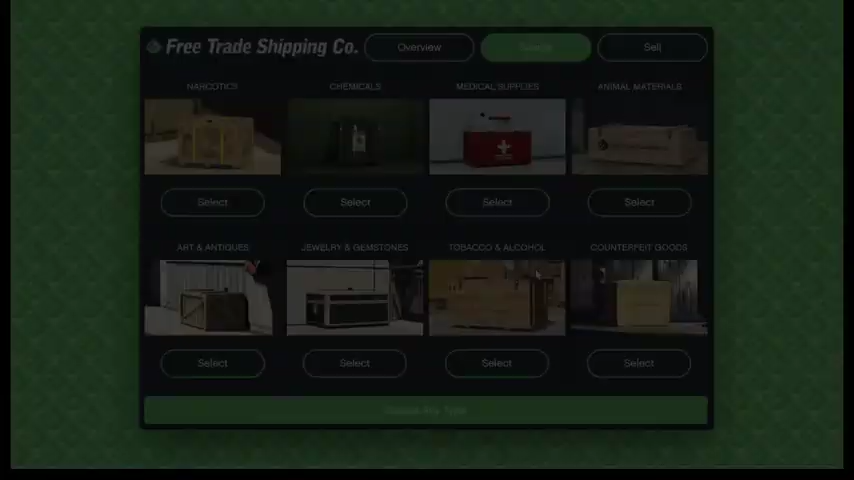 Free Trade Shipping Co.
Overview
Search
Sell
NARCOTICS
CHEMICALS
MEDICAL SUPPLIES
ANIMAL MATERIALS
Select
Select
Select
Select
ART & ANTIQUES
JEWELRY & GEMSTONES
TOBACCO & ALCOHOL
COUNTERFEIT GOODS
Select
Select
Select
Select